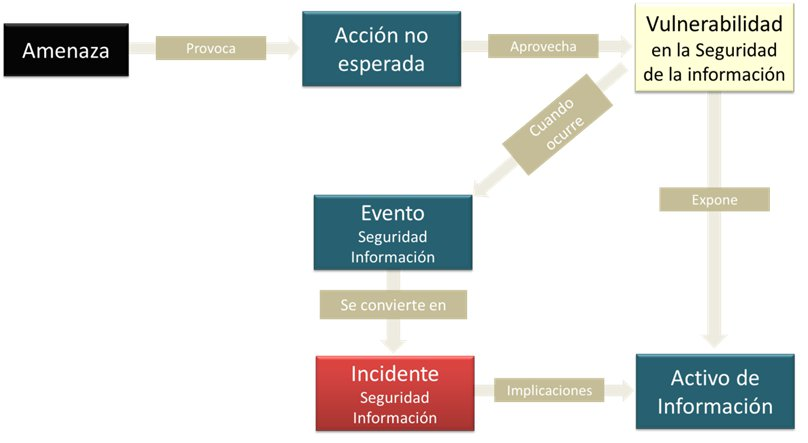 Amenaza
Provoca
Acción no
esperada
Aprovecha
Vulnerabilidad
en la Seguridad
de la información
Cuando
ocurre
Expone
Evento
Seguridad
Información
Se convierte en
Incidente
Seguridad
Información
Implicaciones
Activo de
Información